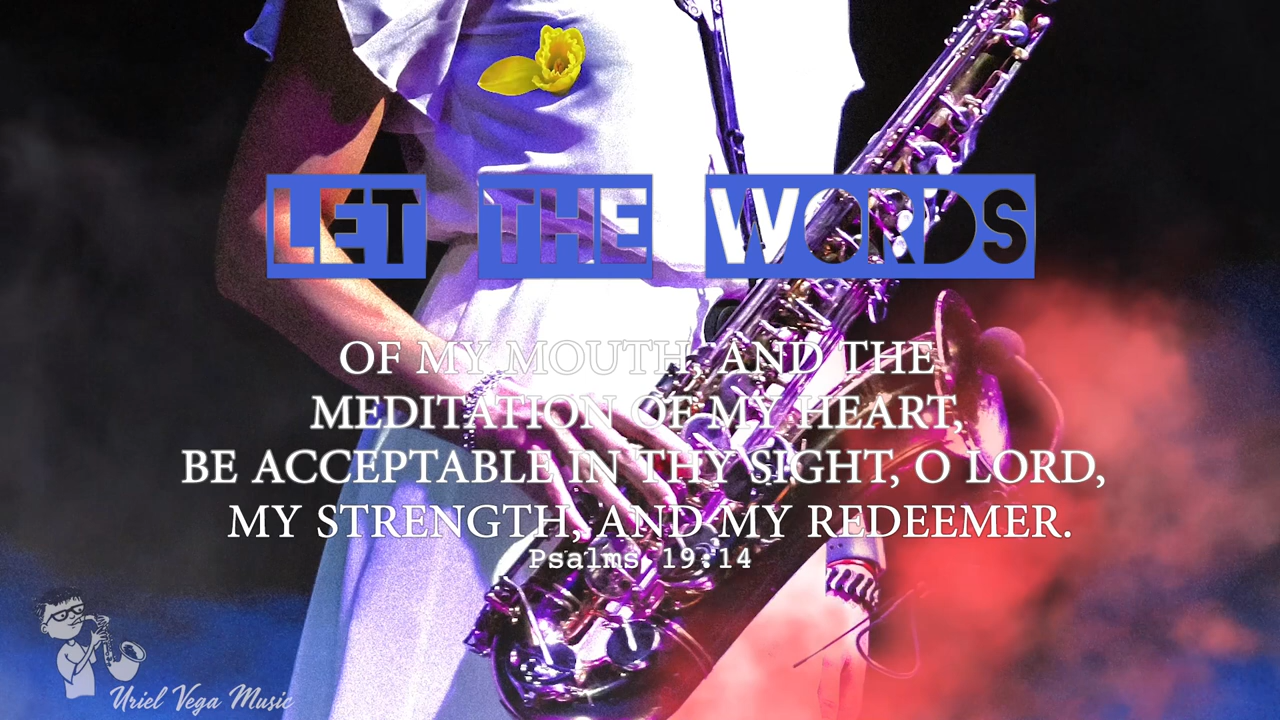 LET THE WORDS
OF MY MOUTH, AND THE
MEDITATION OF MY HEART,
BE ACCEPTABLE IN THY SIGHT, O LORD,
MY STRENGTH, AND MY REDEEMER.
Psalms 19:14
Uriel Vega Music